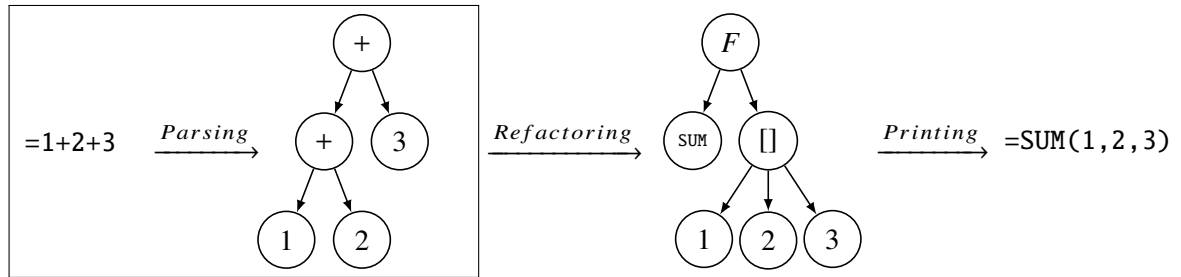 +
F
=1+2+3
Parsing
+
3
Refactoring
SUM
[]
Printing
=SUM(1,2,3)
1
2
1
2
3